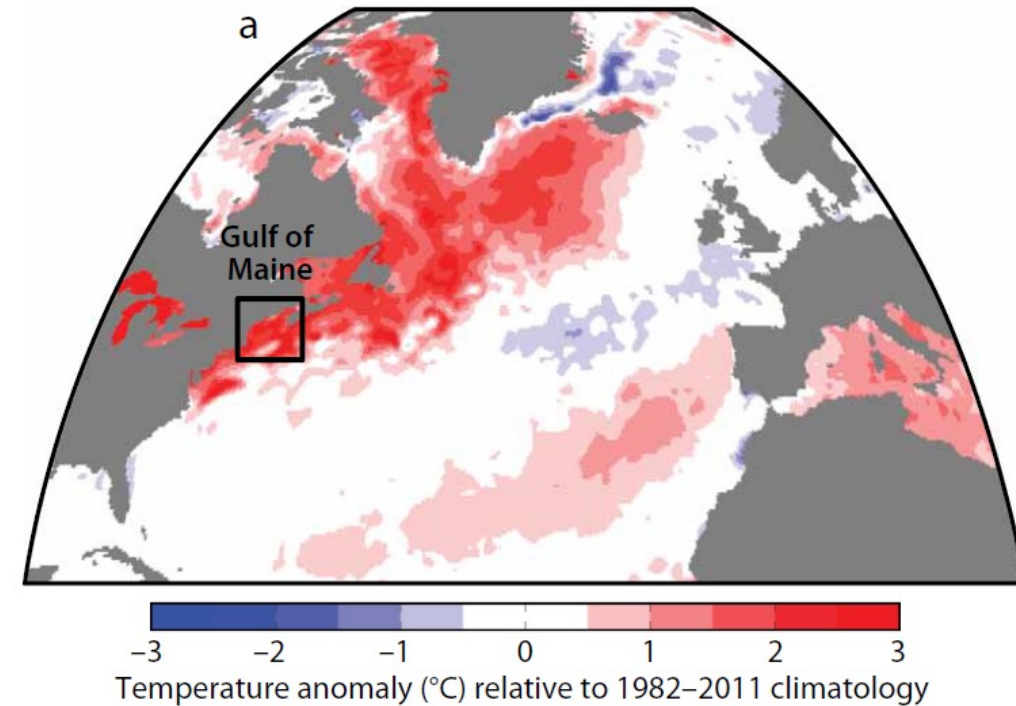 a
Gulf of
Maine
−3 −2 −1 0 1 2 3
Temperature anomaly (°C) relative to 1982–2011 climatology